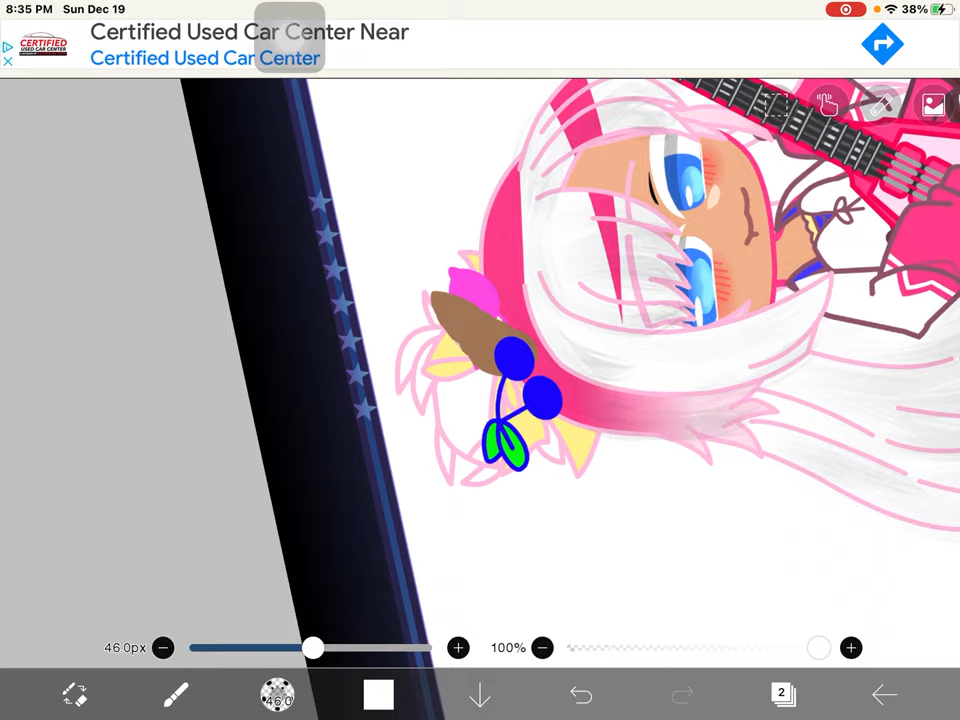 8:35 PM Sun Dec 19
38%
CERTIFIED
USED CAR CENTER
Certified Used Car Center Near
Certified Used Car Center
46.0px
100%
46.0
2